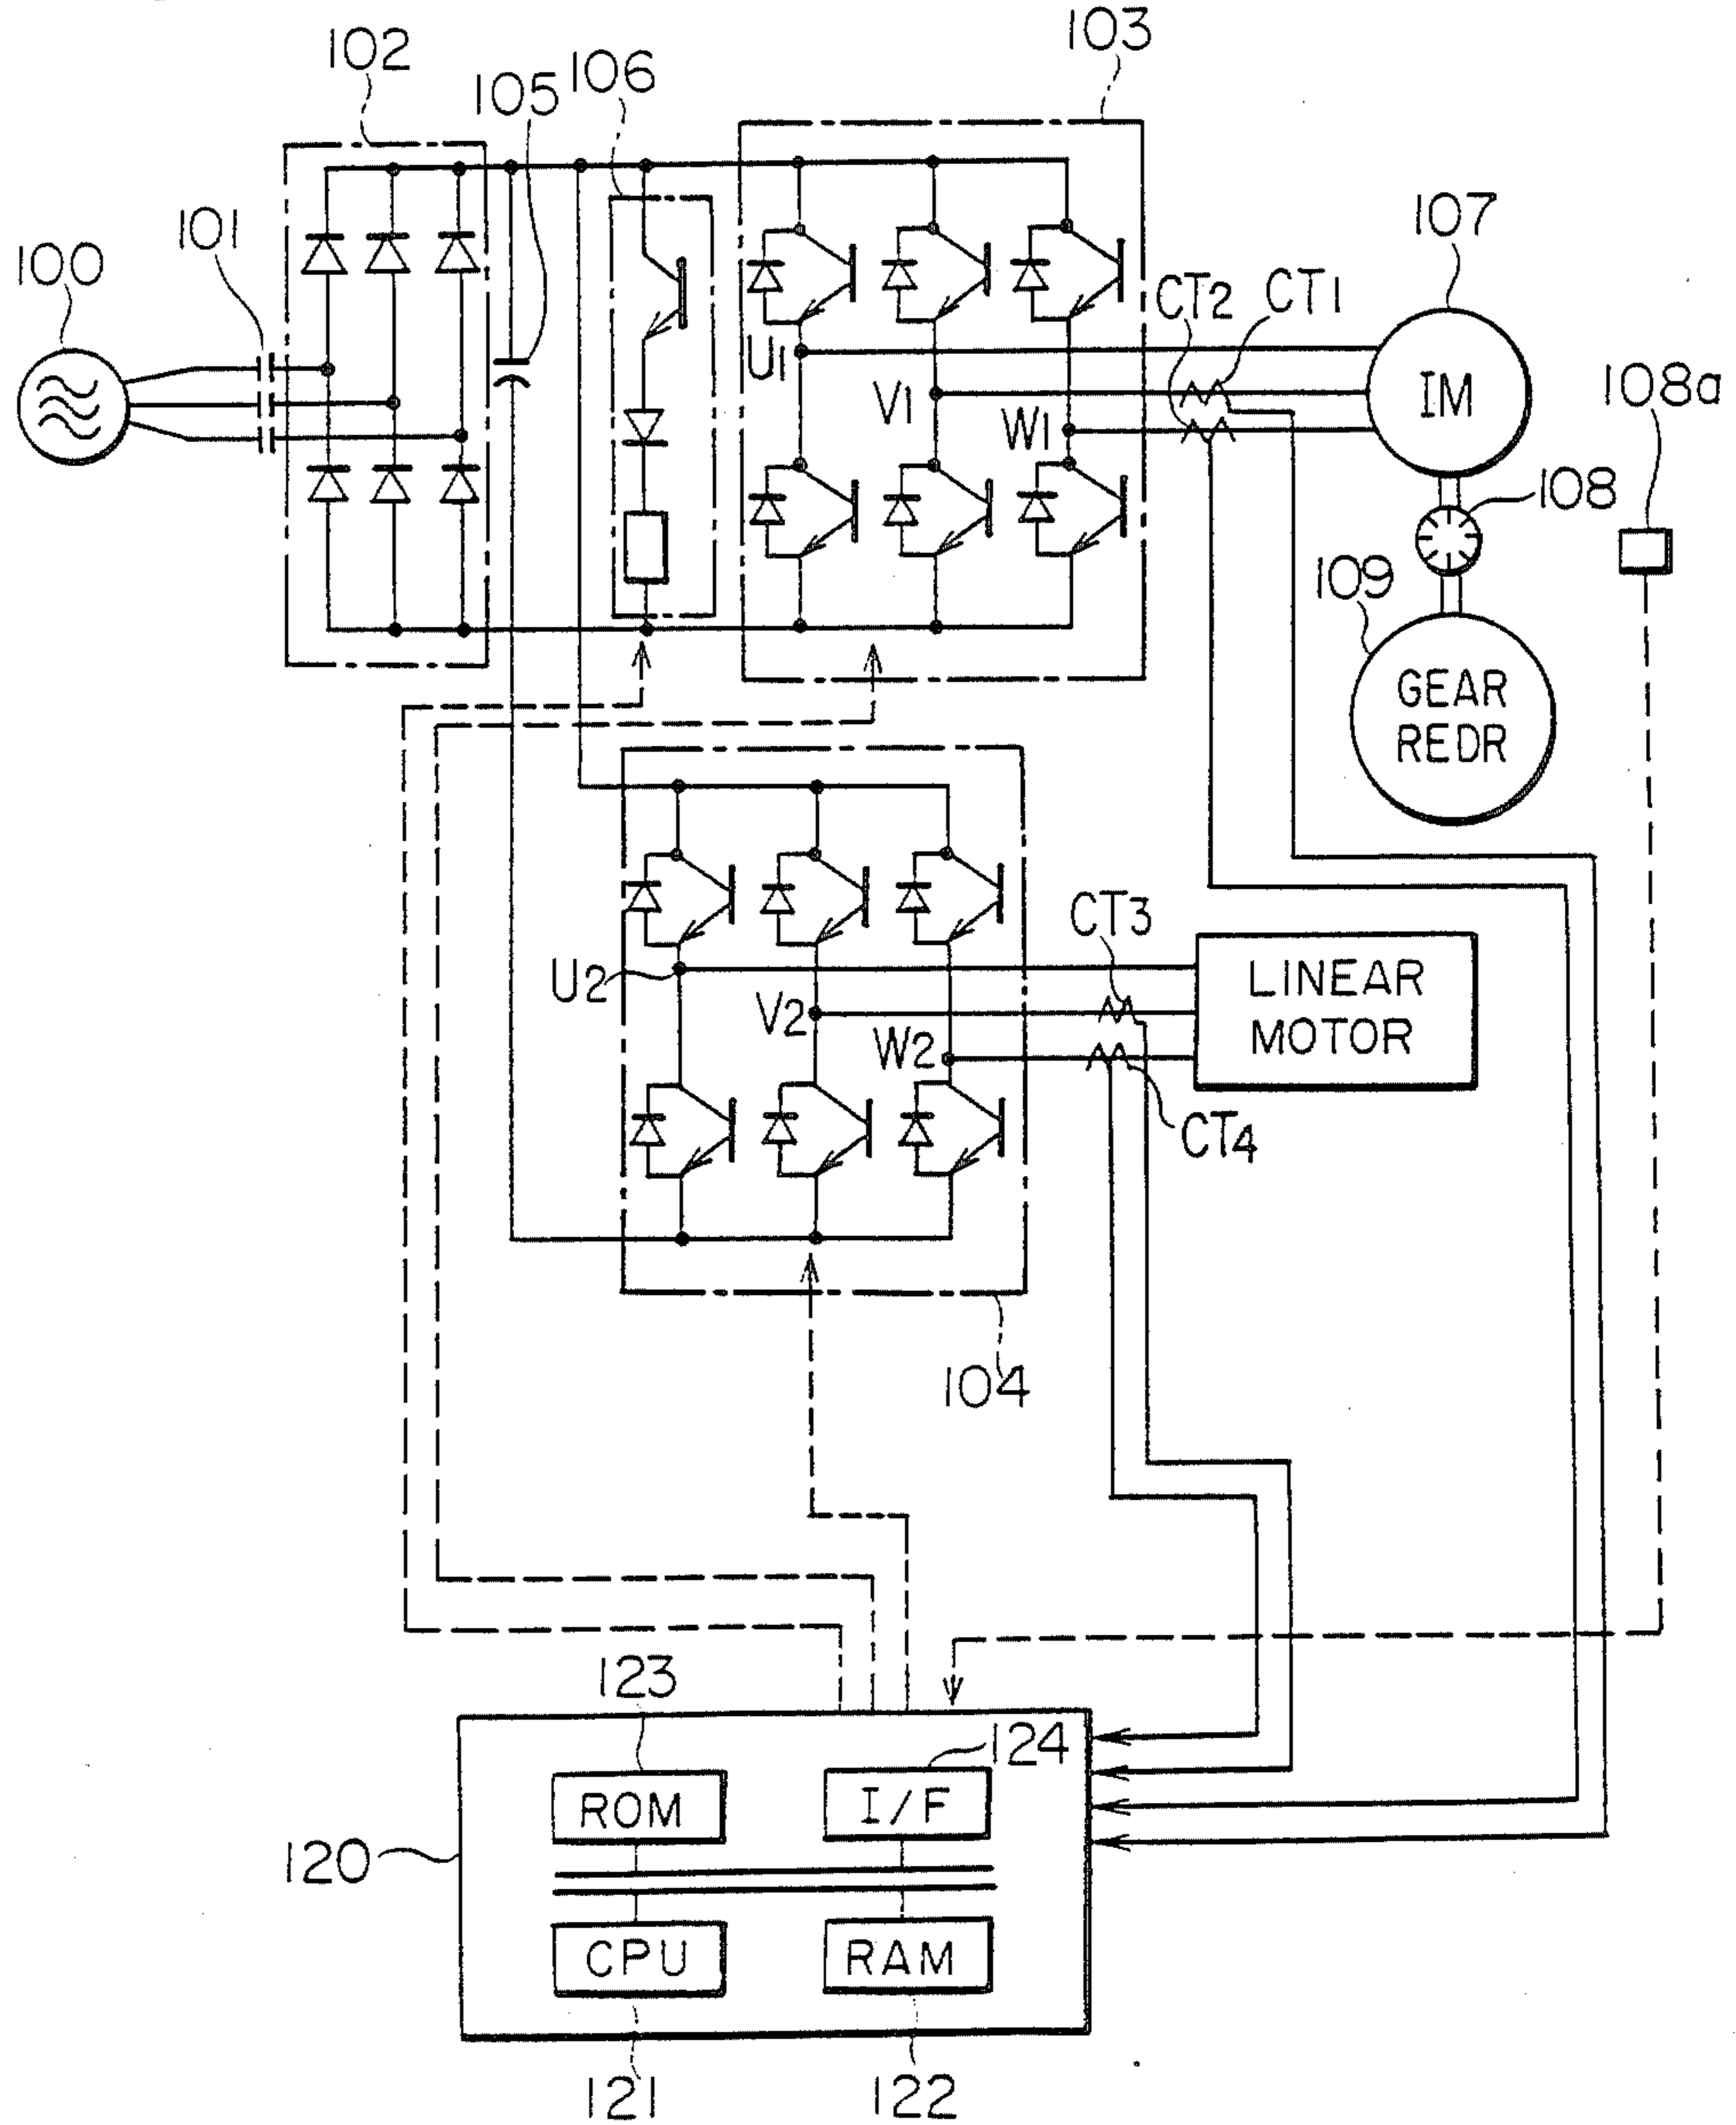 103
102
106
105
107
101
100
CT2
CT1
108a
U1
IM
V1
W1
108
109
GEAR
REDR
CT3
LINEAR
MOTOR
U2
V2
W2
CT4
104
123
124
ROM
I/F
120
CPU
RAM
121
122